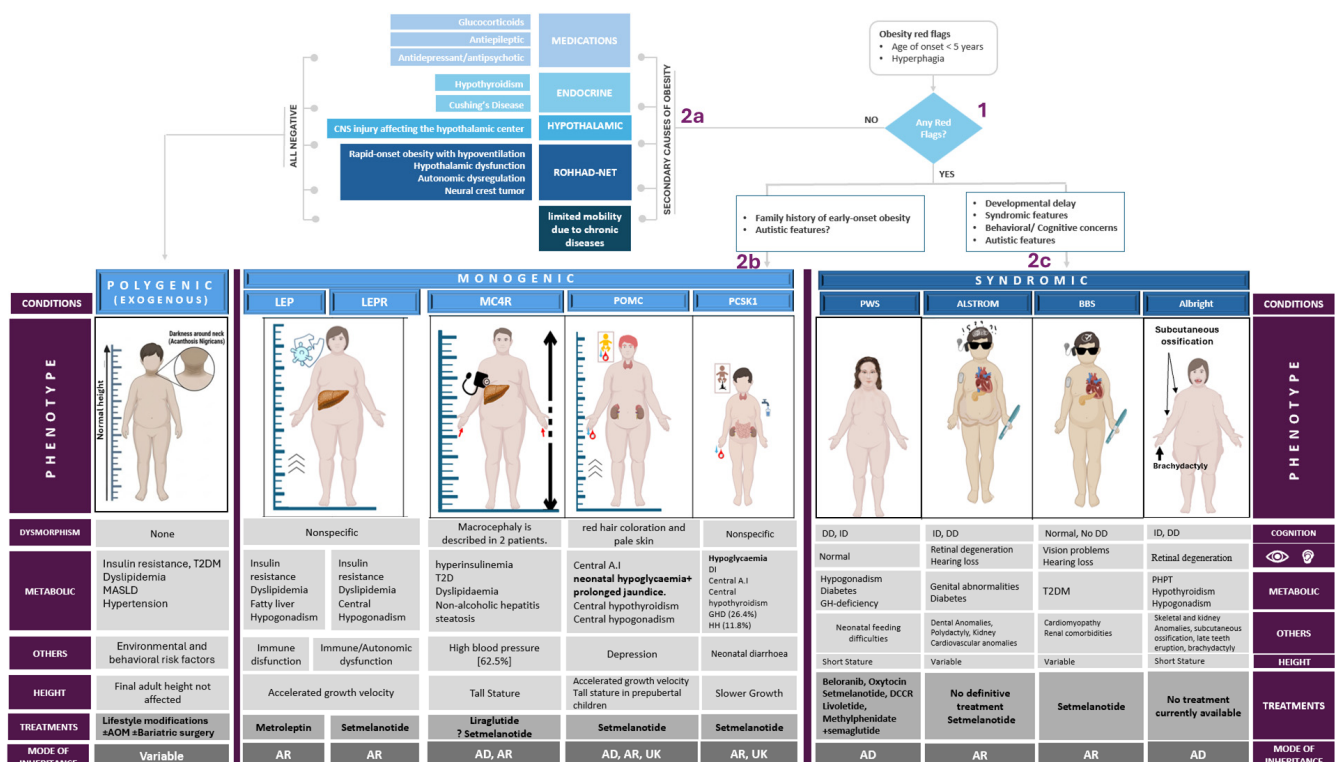 Glucocorticoids
Antiepileptic
Antidepressant/antipsychotic
MEDICATIONS
Hypothyroidism
Cushing's Disease
ENDOCRINE
CNS injury affecting the hypothalamic center
HYPOTHALAMIC
Rapid-onset obesity with hypoventilation
Hypothalamic dysfunction
Autonomic dysregulation
Neural crest tumor
ROHHAD-NET
limited mobility
due to chronic
diseases
ALL NEGATIVE
SECONDARY CAUSES OF OBESITY
2a
Obesity red flags
• Age of onset < 5 years
• Hyperphagia
Any Red
Flags?
1
NO
YES
• Family history of early-onset obesity
• Autistic features?
2b
• Developmental delay
• Syndromic features
• Behavioral/ Cognitive concerns
• Autistic features
2c
CONDITIONS
POLYGENIC
(EXOGENOUS)
MONOGENIC
LEP
LEPR
MC4R
POMC
PCSK1
SYNDROMIC
PWS
ALSTROM
BBS
Albright
CONDITIONS
PHENOTYPE
Darkness around neck
(Acanthosis Nigricans)
Normal height
Subcutaneous
ossification
Brachydactyly
PHENOTYPE
DYSMORPHISM
None
Nonspecific
Macrocephaly is
described in 2 patients.
red hair coloration and
pale skin
Nonspecific
DD, ID
ID, DD
Normal, No DD
ID, DD
COGNITION
Normal
Retinal degeneration
Hearing loss
Vision problems
Hearing loss
Retinal degeneration
METABOLIC
Insulin resistance, T2DM
Dyslipidemia
MASLD
Hypertension
Insulin
resistance
Dyslipidemia
Fatty liver
Hypogonadism
Insulin
resistance
Dyslipidemia
Central
Hypogonadism
hyperinsulinemia
T2D
Dyslipidaemia
Non-alcoholic hepatitis
steatosis
Central A.I
neonatal hypoglycaemia+
prolonged jaundice.
Central hypothyroidism
Central hypogonadism
Hypoglycaemia
DI
Central A.I
Central
hypothyroidism
GHD (26.4%)
HH (11.8%)
Hypogonadism
Diabetes
GH-deficiency
Genital abnormalities
Diabetes
T2DM
PHPT
Hypothyroidism
Hypogonadism
METABOLIC
OTHERS
Environmental and
behavioral risk factors
Immune
disfunction
Immune/Autonomic
dysfunction
High blood pressure
[62.5%]
Depression
Neonatal diarrhoea
Neonatal feeding
difficulties
Dental Anomalies,
Polydactyly, Kidney
Cardiovascular anomalies
Cardiomyopathy
Renal comorbidities
Skeletal and kidney
Anomalies, subcutaneous
ossification, late teeth
eruption, brachydactyly
OTHERS
HEIGHT
Final adult height not
affected
Accelerated growth velocity
Tall Stature
Accelerated growth velocity
Tall stature in prepubertal
children
Slower Growth
Short Stature
Variable
Variable
Short Stature
HEIGHT
TREATMENTS
Lifestyle modifications
±AOM ±Bariatric surgery
Metroleptin
Setmelanotide
Liraglutide
? Setmelanotide
Setmelanotide
Setmelanotide
Beloranib, Oxytocin
Setmelanotide, DCCR
Livoletide,
Methylphenidate
+semaglutide
No definitive
treatment
Setmelanotide
Setmelanotide
No treatment
currently available
TREATMENTS
MODE OF
INHERITANCE
Variable
AR
AR
AD, AR
AD, AR, UK
AR, UK
AD
AR
AR
AD
MODE OF
INHERITANCE